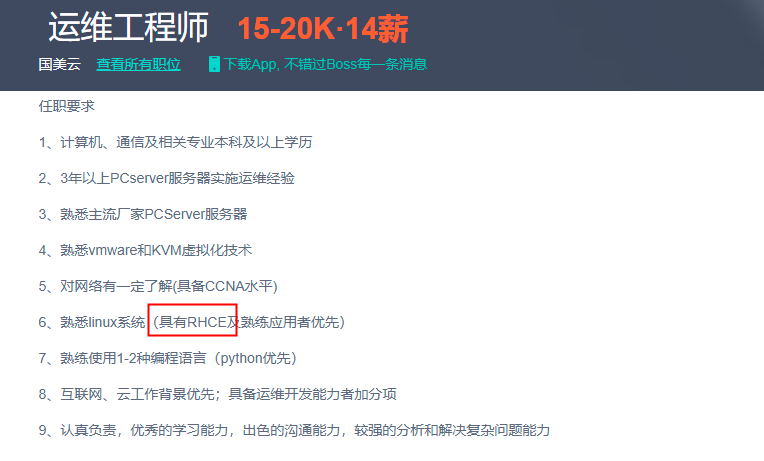 运维工程师 15-20K·14薪
国美云 查看所有职位 下载App, 不错过Boss每一条消息
任职要求
1、计算机、通信及相关专业本科及以上学历
2、3年以上PCserver服务器实施运维经验
3、熟悉主流厂家PCServer服务器
4、熟悉vmware和KVM虚拟化技术
5、对网络有一定了解(具备CCNA水平)
6、熟悉linux系统（具有RHCE及熟练应用者优先）
7、熟练使用1-2种编程语言（python优先）
8、互联网、云工作背景优先；具备运维开发能力者加分项
9、认真负责，优秀的学习能力，出色的沟通能力，较强的分析和解决复杂问题能力